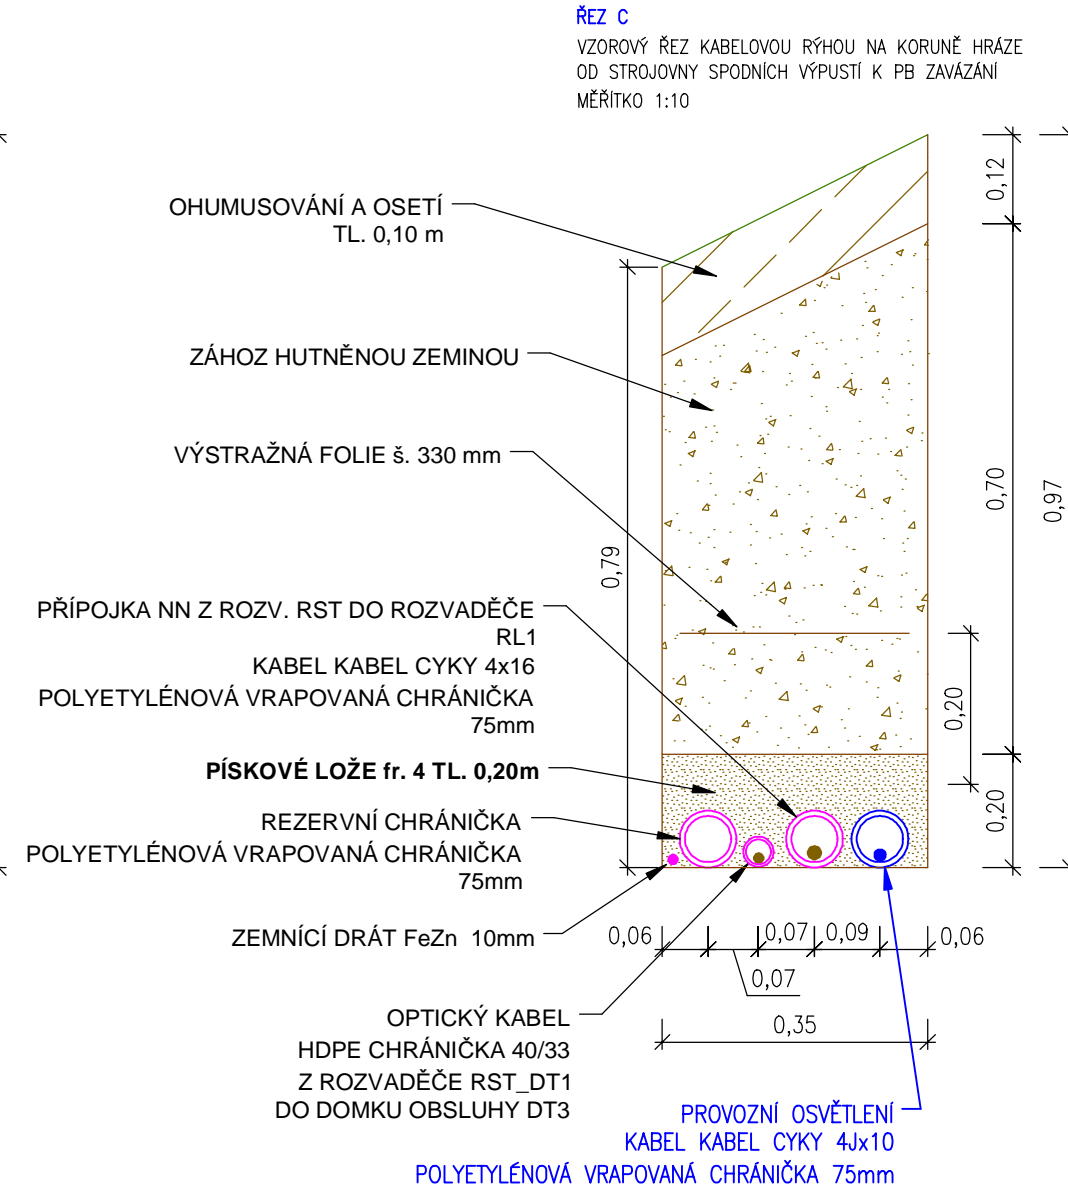 ŘEZ C
VZOROVÝ ŘEZ KABELOVOU RÝHOU NA KORUNĚ HRÁZE
OD STROJOVNY SPODNÍCH VÝPUSTÍ K PB ZAVÁZÁNÍ
MĚŘÍTKO 1:10
OHUMUSOVÁNÍ A OSETÍ
TL. 0,10 m
0,12
ZÁHOZ HUTNĚNOU ZEMINOU
VÝSTRAŽNÁ FOLIE š. 330 mm
0,70
0,97
0,79
PŘÍPOJKA NN Z ROZV. RST DO ROZVADĚČE
RL1
KABEL KABEL CYKY 4x16
POLYETYLÉNOVÁ VRAPOVANÁ CHRÁNIČKA
75mm
0,20
PÍSKOVÉ LOŽE fr. 4 TL. 0,20m
0,20
REZERVNÍ CHRÁNIČKA
POLYETYLÉNOVÁ VRAPOVANÁ CHRÁNIČKA
75mm
ZEMNÍCÍ DRÁT FeZn 10mm
0,06
0,07
0,09
0,06
0,07
0,35
OPTICKÝ KABEL
HDPE CHRÁNIČKA 40/33
Z ROZVADĚČE RST_DT1
DO DOMKU OBSLUHY DT3
PROVOZNÍ OSVĚTLENÍ
KABEL KABEL CYKY 4Jx10
POLYETYLÉNOVÁ VRAPOVANÁ CHRÁNIČKA 75mm